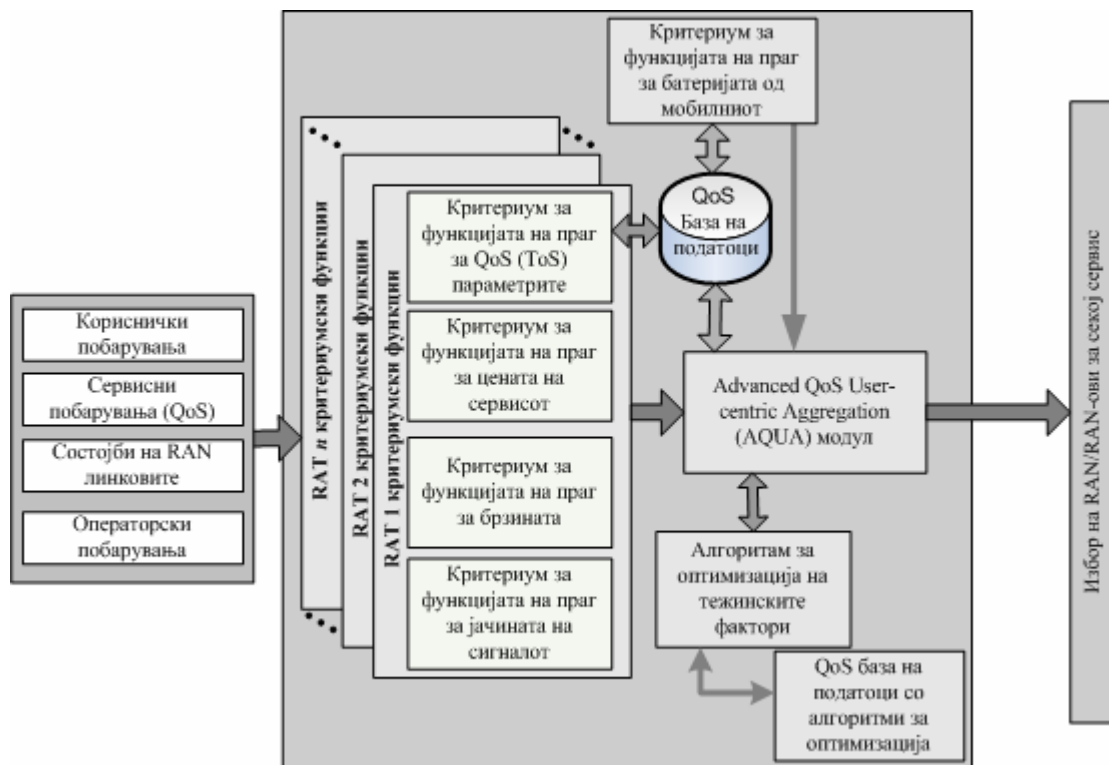 Кориснички
побарувања
Сервисни
побарувања (QoS)
Состојби на RAN
линковите
Операторски
побарувања
RAT n критериумски функции
RAT 2 критериумски функции
RAT 1 критериумски функции
Критериум за
функцијата на праг
за QoS (ToS)
параметрите
Критериум за
функцијата на праг
за цената на
сервисот
Критериум за
функцијата на праг
за брзината
Критериум за
функцијата на праг
за јачината на
сигналот
Критериум за
функцијата на праг
за батеријата од
мобилниот
QoS
База на
податоци
Advanced QoS User-
centric Aggregation
(AQUA) модул
Алгоритам за
оптимизација на
тежинските
фактори
QoS база на
податоци со
алгоритми за
оптимизација
Избор на RAN/RAN-ови за секој сервис